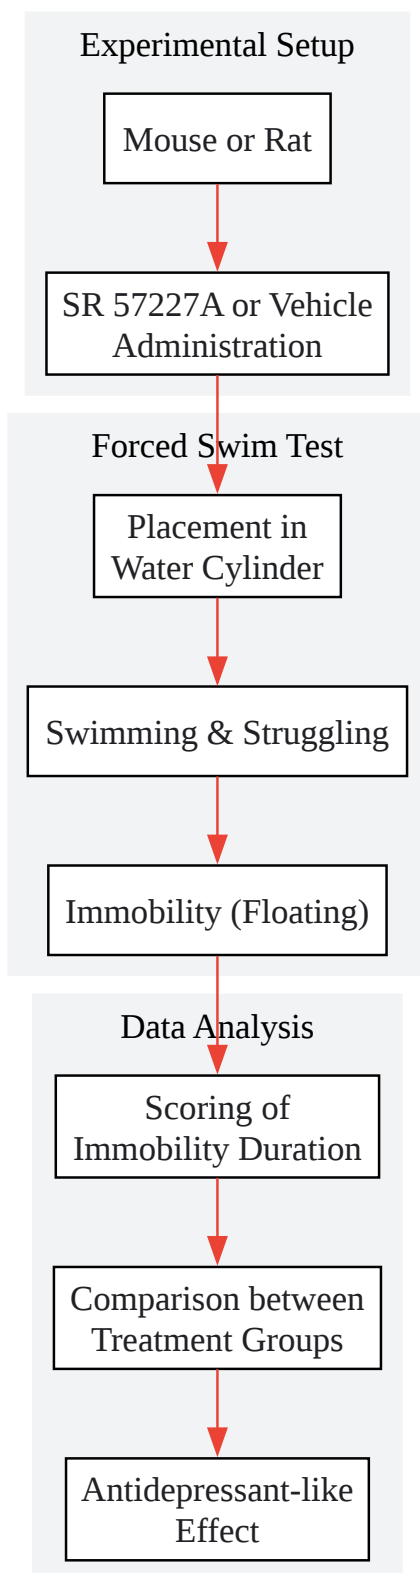 Experimental Setup
Mouse or Rat
SR 57227A or Vehicle
Administration
Forced Swim Test
Placement in
Water Cylinder
Swimming & Struggling
Immobility (Floating)
Data Analysis
Scoring of
Immobility Duration
Comparison between
Treatment Groups
Antidepressant-like
Effect